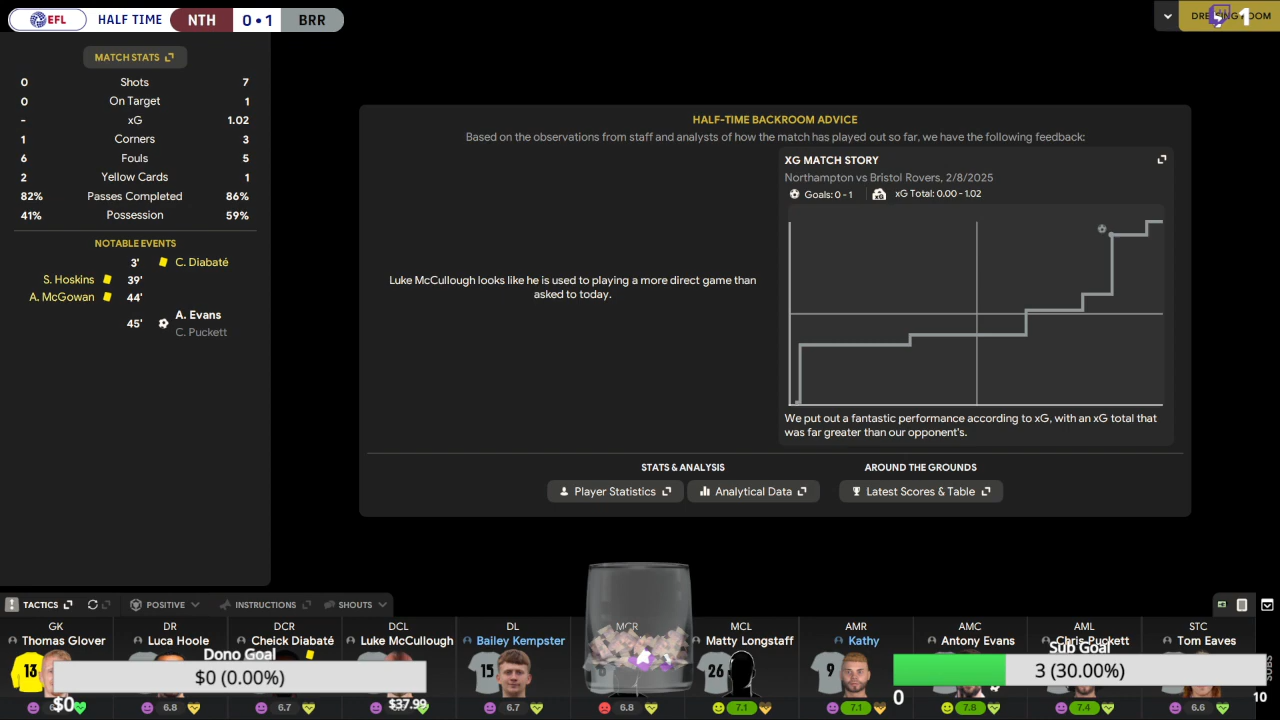 EFL HALF TIME NTH 0 • 1 BRR
1
MATCH STATS
0 Shots 7
0 On Target 1
- xG 1.02
1 Corners 3
6 Fouls 5
2 Yellow Cards 1
82% Passes Completed 86%
41% Possession 59%
NOTABLE EVENTS
3' C. Diabaté
S. Hoskins 39'
A. McGowan 44'
45' A. Evans
C. Puckett
HALF-TIME BACKROOM ADVICE
Based on the observations from staff and analysts of how the match has played out so far, we have the following feedback:
Luke McCullough looks like he is used to playing a more direct game than
asked to today.
XG MATCH STORY
Northampton vs Bristol Rovers, 2/8/2025
Goals: 0 - 1 xG xG Total: 0.00 - 1.02
We put out a fantastic performance according to xG, with an xG total that
was far greater than our opponent's.
STATS & ANALYSIS AROUND THE GROUNDS
Player Statistics Analytical Data Latest Scores & Table
TACTICS POSITIVE INSTRUCTIONS SHOUTS
GK DR DCR DCL DL MCR MCL AMR AMC AML STC
Thomas Glover Luca Hoole Cheick Diabaté Luke McCullough Bailey Kempster Matty Longstaff Kathy Antony Evans Chris Puckett Tom Eaves
Dono Goal Sub Goal
13 $0 (0.00%) 15 26 9 3 (30.00%) SUBS
$0 6.8 6.7 $37.99 6.7 6.8 7.1 7.1 0 7.8 7.4 6.6 10